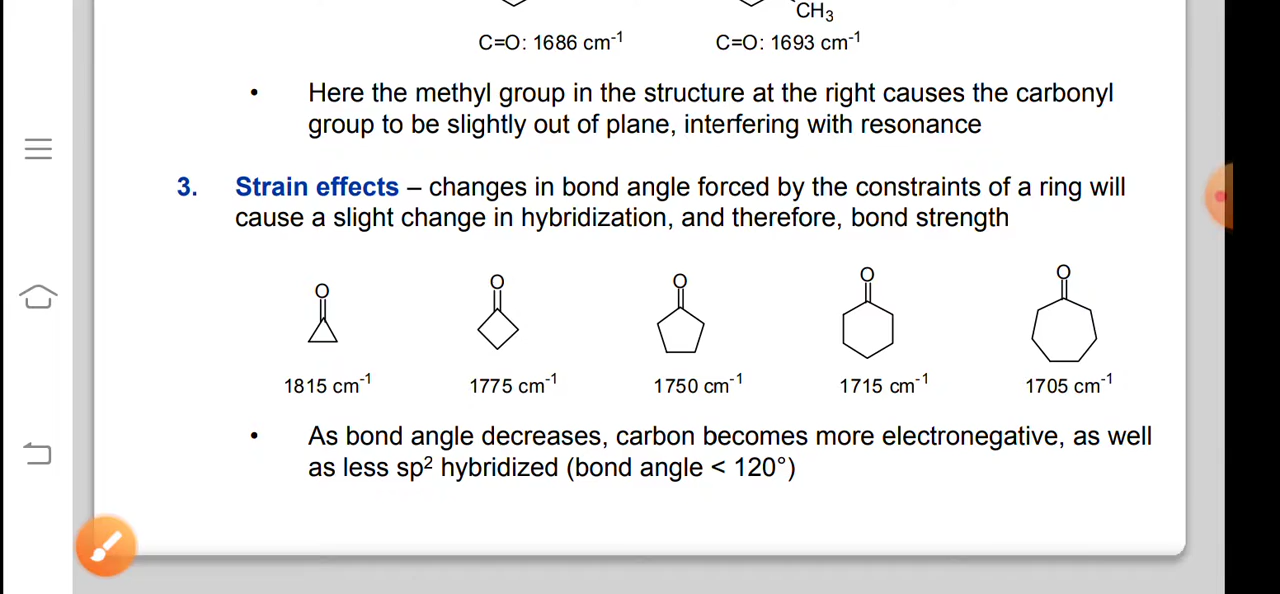 CH3
C=O: 1686 cm-1 C=O: 1693 cm-1
• Here the methyl group in the structure at the right causes the carbonyl
group to be slightly out of plane, interfering with resonance
3. Strain effects – changes in bond angle forced by the constraints of a ring will
cause a slight change in hybridization, and therefore, bond strength
O O O O O
1815 cm-1 1775 cm-1 1750 cm-1 1715 cm-1 1705 cm-1
• As bond angle decreases, carbon becomes more electronegative, as well
as less sp2 hybridized (bond angle < 120°)